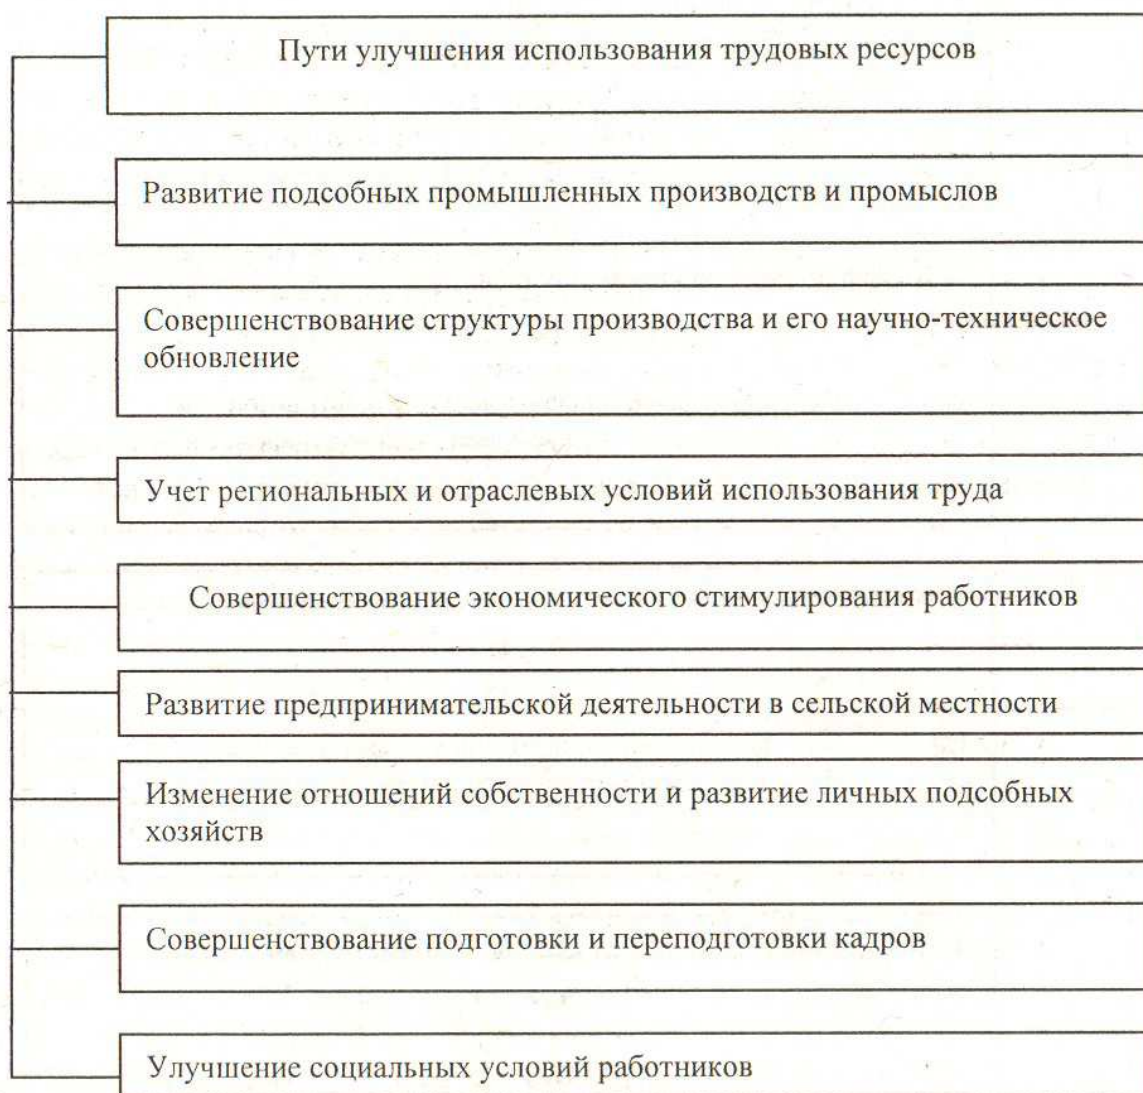 Пути улучшения использования трудовых ресурсов
Развитие подсобных промышленных производств и промыслов
Совершенствование структуры производства и его научно-техническое
обновление
Учет региональных и отраслевых условий использования труда
Совершенствование экономического стимулирования работников
Развитие предпринимательской деятельности в сельской местности
Изменение отношений собственности и развитие личных подсобных
хозяйств
Совершенствование подготовки и переподготовки кадров
Улучшение социальных условий работников